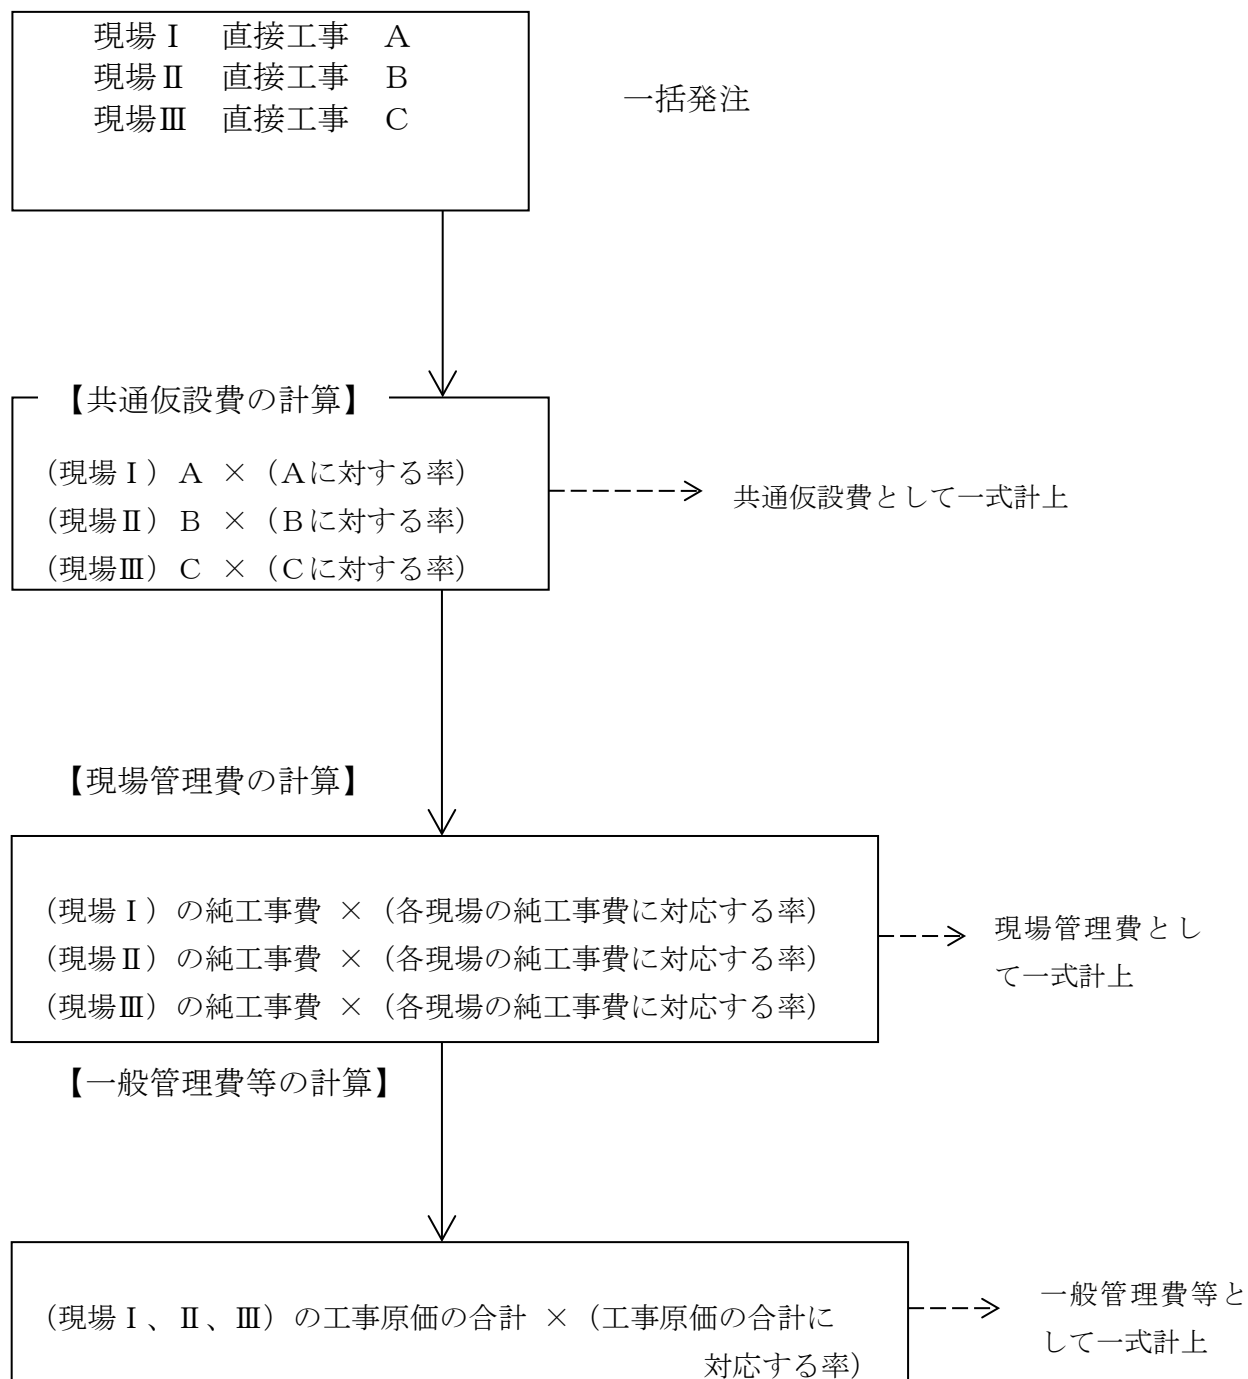 現場Ⅰ　直接工事　Ａ
現場Ⅱ　直接工事　Ｂ
現場Ⅲ　直接工事　Ｃ
一括発注
【共通仮設費の計算】
（現場Ⅰ）Ａ × （Ａに対する率）
（現場Ⅱ）Ｂ × （Ｂに対する率）
（現場Ⅲ）Ｃ × （Ｃに対する率）
共通仮設費として一式計上
【現場管理費の計算】
（現場Ⅰ）の純工事費 × （各現場の純工事費に対応する率）
（現場Ⅱ）の純工事費 × （各現場の純工事費に対応する率）
（現場Ⅲ）の純工事費 × （各現場の純工事費に対応する率）
現場管理費とし
て一式計上
【一般管理費等の計算】
（現場Ⅰ、Ⅱ、Ⅲ）の工事原価の合計 × （工事原価の合計に
対応する率）
一般管理費等と
して一式計上